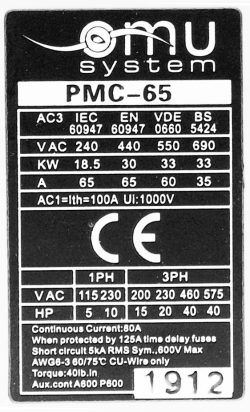 emu
system
PMC-65
AC3 IEC 60947 EN 60947 VDE 0660 BS 5424
VAC 240 440 550 690
KW 18.5 30 33 33
A 65 65 60 35
AC1=Ith=100A Ui:1000V
CE
1PH 3PH
VAC 115 230 200 230 460 575
HP 5 10 15 20 40 40
Continuous Current:80A
When protected by 125A time delay fuses
Short circuit 5kA RMS Sym.,600V Max
AWG6-3 60/75°C CU-Wire only
Torque:40lb.in
Aux.cont A600 P600
1912